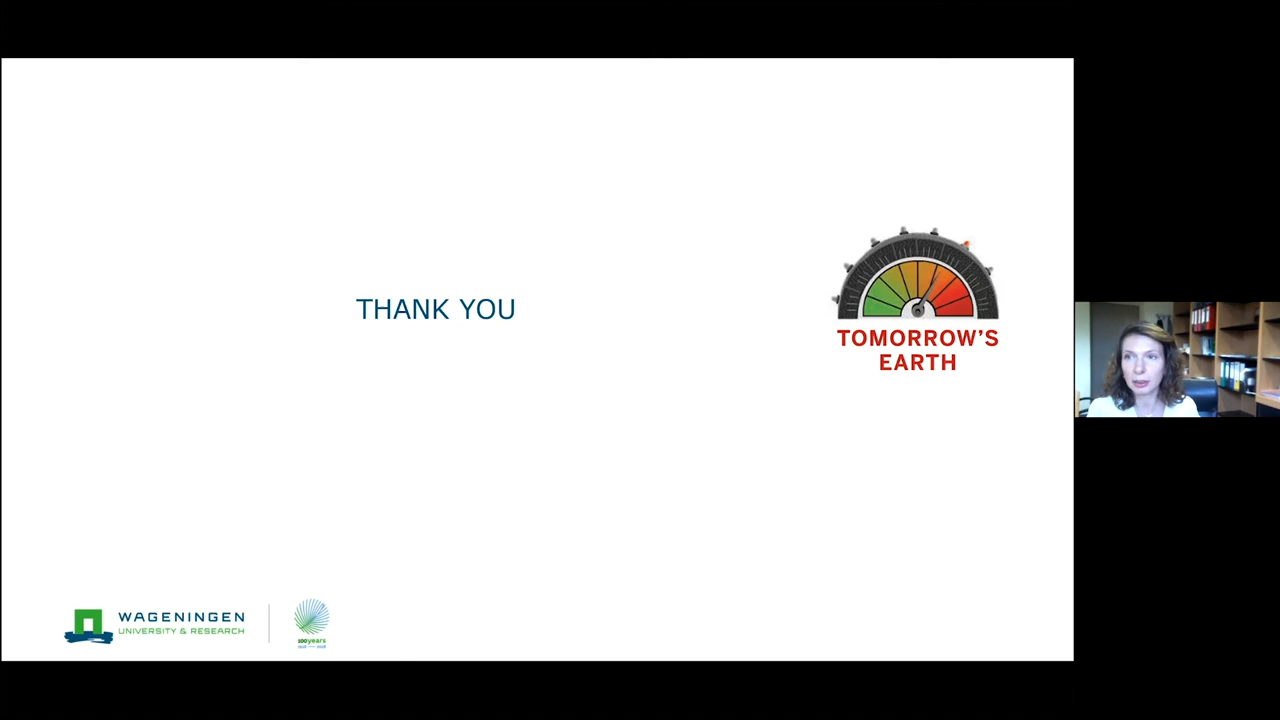 THANK YOU
TOMORROW'S
EARTH
WAGENINGEN
UNIVERSITY & RESEARCH
100years